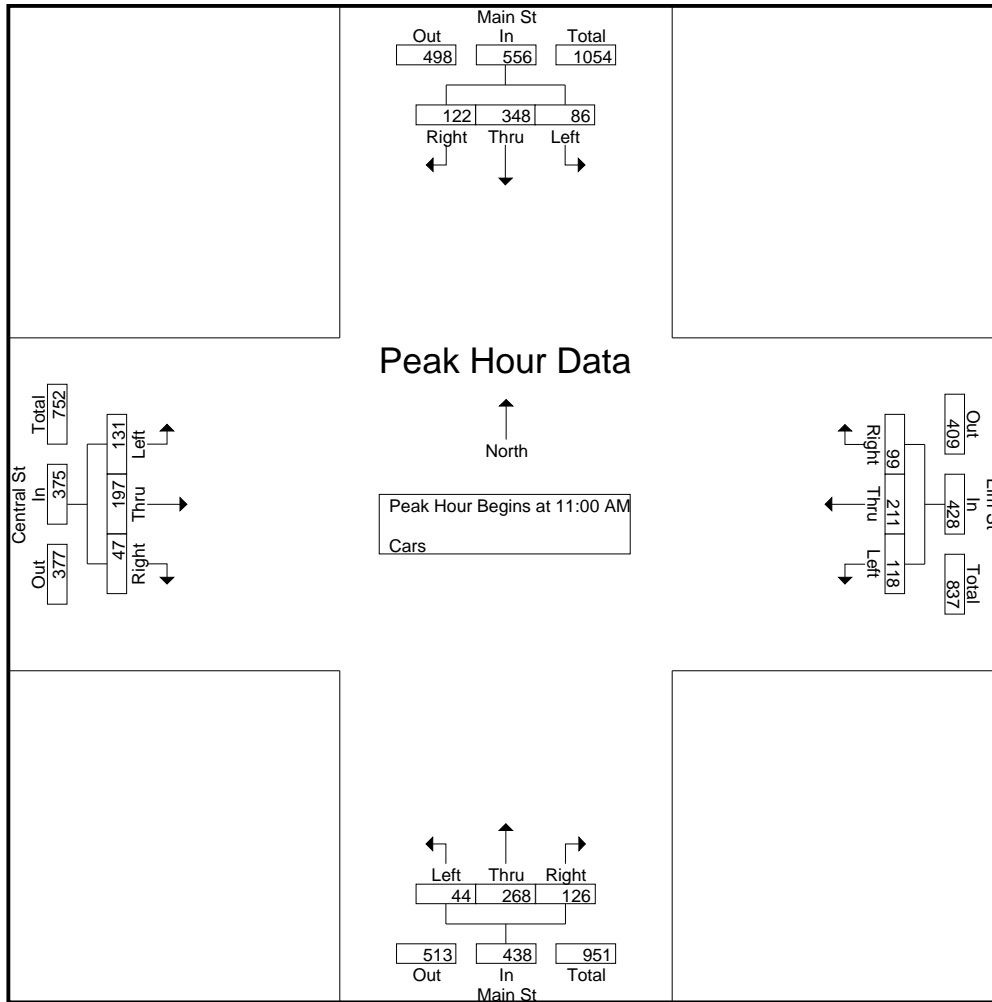 Main St
Out In Total
498 556 1054
122 348 86
Right Thru Left
Peak Hour Data
North
Peak Hour Begins at 11:00 AM
Cars
Central St
Total In Out
752 375 377
131 197 47
Left Thru Right
Out In Total
409 428 837
99 211 118
Right Thru Left
Left Thru Right
44 268 126
513 438 951
Out In Total
Main St